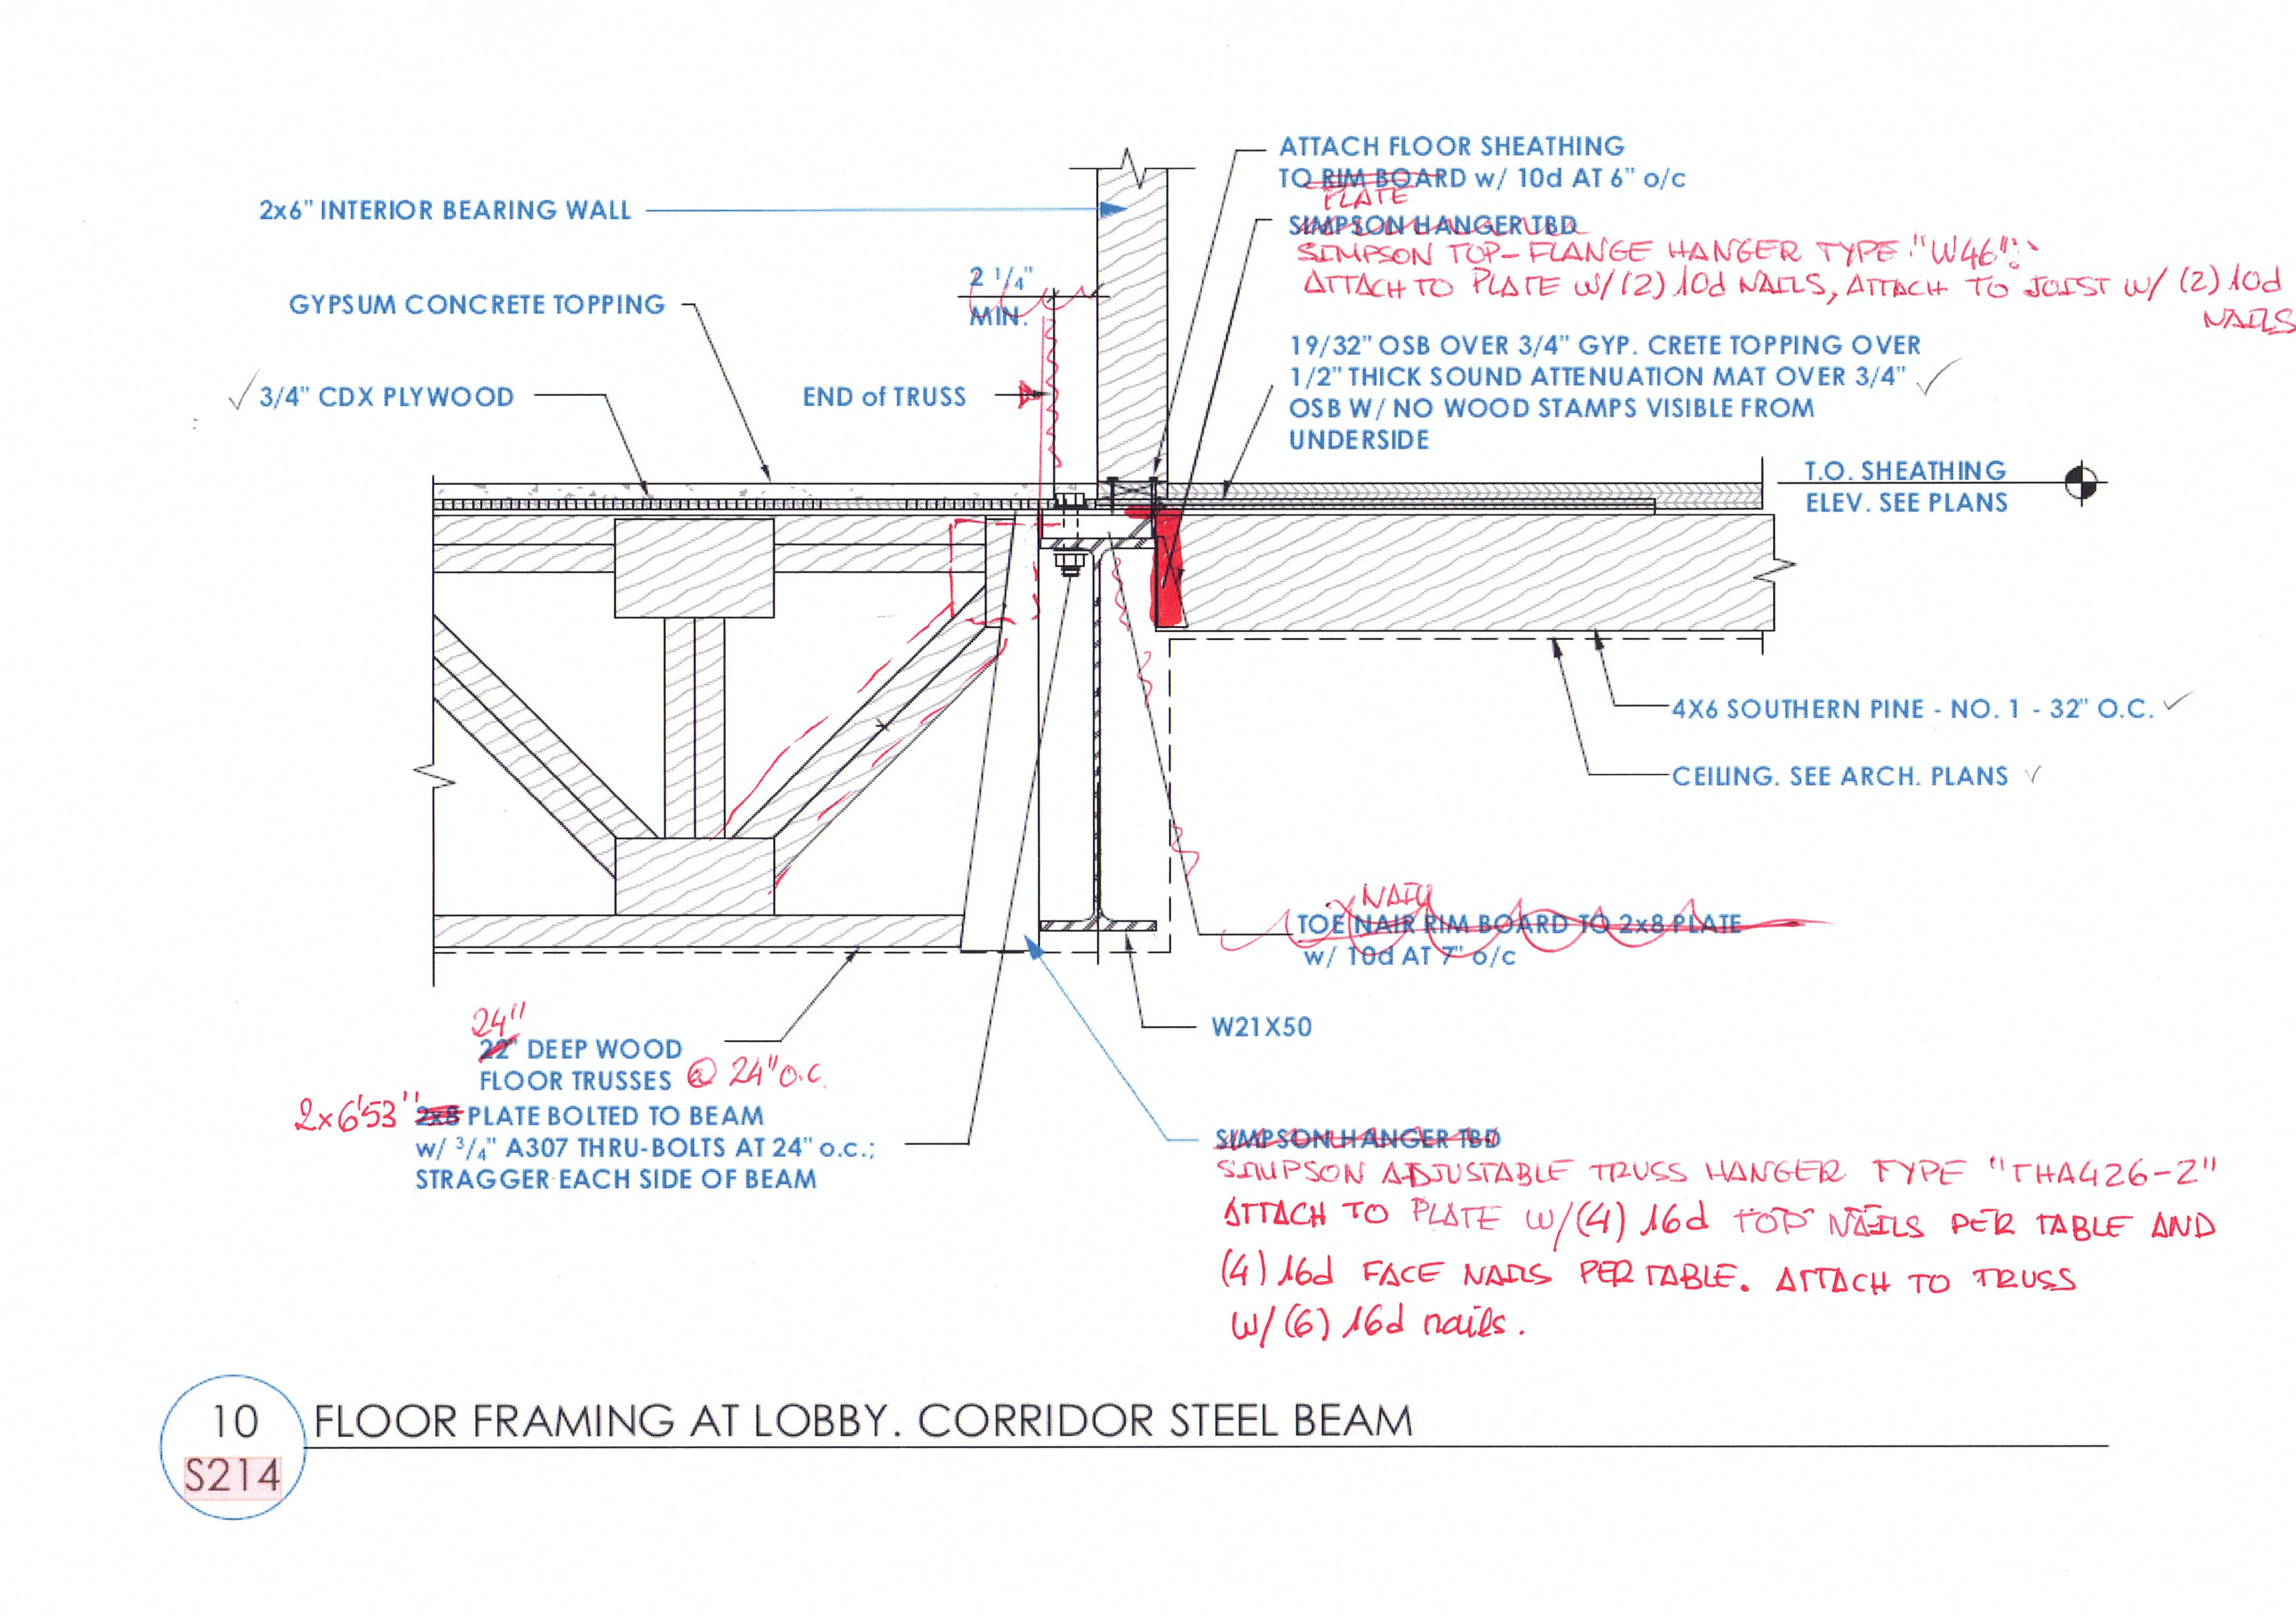 ATTACH FLOOR SHEATHING
TO RIM BOARD w/ 10d AT 6" o/c
PLATE
2x6" INTERIOR BEARING WALL
SIMPSON HANGER TBD
SIMPSON TOP-FLANGE HANGER TYPE "W46":
ATTACH TO PLATE W/(2) 10d NAILS, ATTACH TO JOIST W/ (2) 10d
NAILS
2 1/4"
MIN.
GYPSUM CONCRETE TOPPING
19/32" OSB OVER 3/4" GYP. CRETE TOPPING OVER
1/2" THICK SOUND ATTENUATION MAT OVER 3/4"
OSB W/ NO WOOD STAMPS VISIBLE FROM
UNDERSIDE
3/4" CDX PLYWOOD
END of TRUSS
T.O. SHEATHING
ELEV. SEE PLANS
4X6 SOUTHERN PINE - NO. 1 - 32" O.C.
CEILING. SEE ARCH. PLANS
NAIL
TOE NAIR RIM BOARD TO 2x8 PLATE
w/ 10d AT 7" o/c
W21X50
24"
22" DEEP WOOD
FLOOR TRUSSES @ 24" O.C.
2x6'53" 2x8 PLATE BOLTED TO BEAM
w/ 3/4" A307 THRU-BOLTS AT 24" o.c.;
STRAGGER EACH SIDE OF BEAM
SIMPSON HANGER TBD
SIMPSON ADJUSTABLE TRUSS HANGER TYPE "THA426-2"
ATTACH TO PLATE W/(4) 16d TOP NAILS PER TABLE AND
(4) 16d FACE NAILS PER TABLE. ATTACH TO TRUSS
W/ (6) 16d nails.
10
S214
FLOOR FRAMING AT LOBBY. CORRIDOR STEEL BEAM